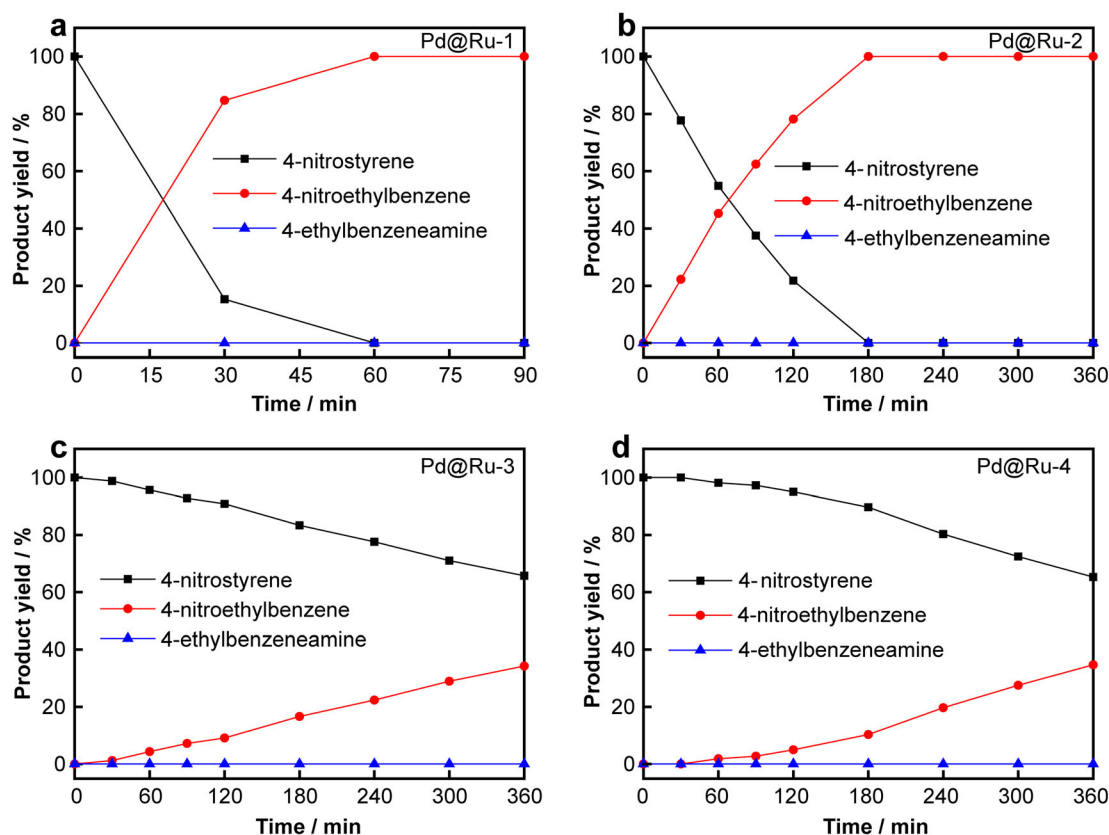 a
Pd@Ru-1
100
80
60
40
20
0
Product yield / %
4-nitrostyrene
4-nitroethylbenzene
4-ethylbenzeneamine
0 15 30 45 60 75 90
Time / min
b
Pd@Ru-2
100
80
60
40
20
0
Product yield / %
4-nitrostyrene
4-nitroethylbenzene
4-ethylbenzeneamine
0 60 120 180 240 300 360
Time / min
c
Pd@Ru-3
100
80
60
40
20
0
Product yield / %
4-nitrostyrene
4-nitroethylbenzene
4-ethylbenzeneamine
0 60 120 180 240 300 360
Time / min
d
Pd@Ru-4
100
80
60
40
20
0
Product yield / %
4-nitrostyrene
4-nitroethylbenzene
4-ethylbenzeneamine
0 60 120 180 240 300 360
Time / min